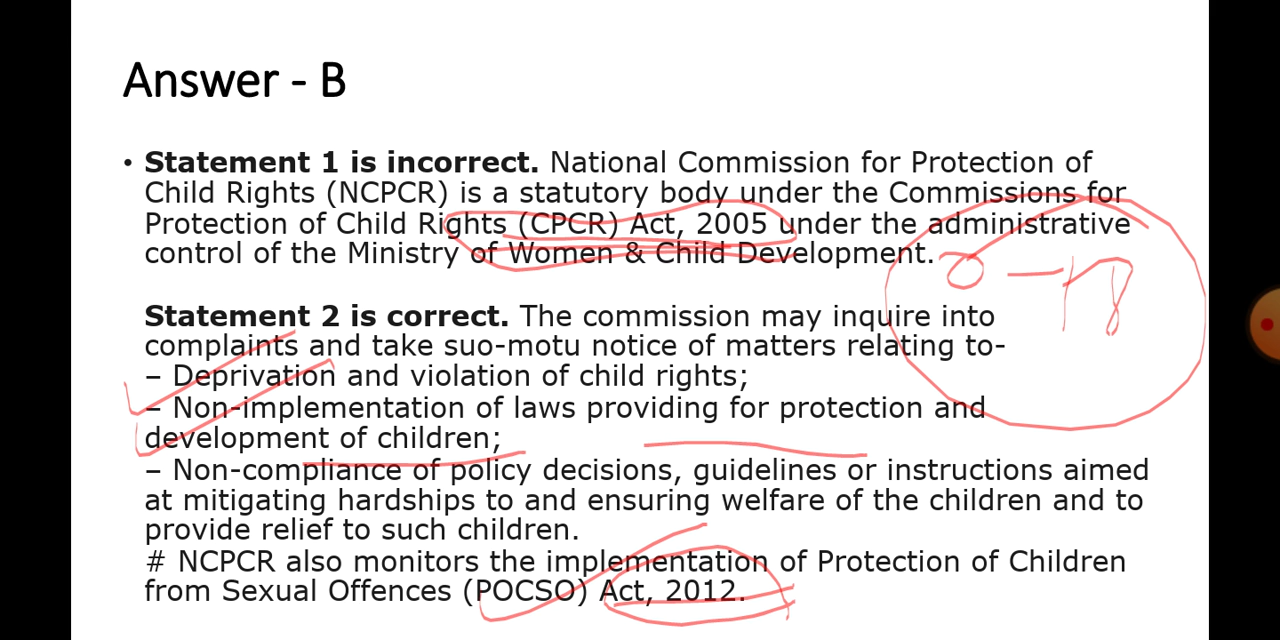 Answer - B
• Statement 1 is incorrect. National Commission for Protection of
Child Rights (NCPCR) is a statutory body under the Commissions for
Protection of Child Rights (CPCR) Act, 2005 under the administrative
control of the Ministry of Women & Child Development.
0-18
Statement 2 is correct. The commission may inquire into
complaints and take suo-motu notice of matters relating to-
– Deprivation and violation of child rights;
– Non-implementation of laws providing for protection and
development of children;
– Non-compliance of policy decisions, guidelines or instructions aimed
at mitigating hardships to and ensuring welfare of the children and to
provide relief to such children.
# NCPCR also monitors the implementation of Protection of Children
from Sexual Offences (POCSO) Act, 2012.